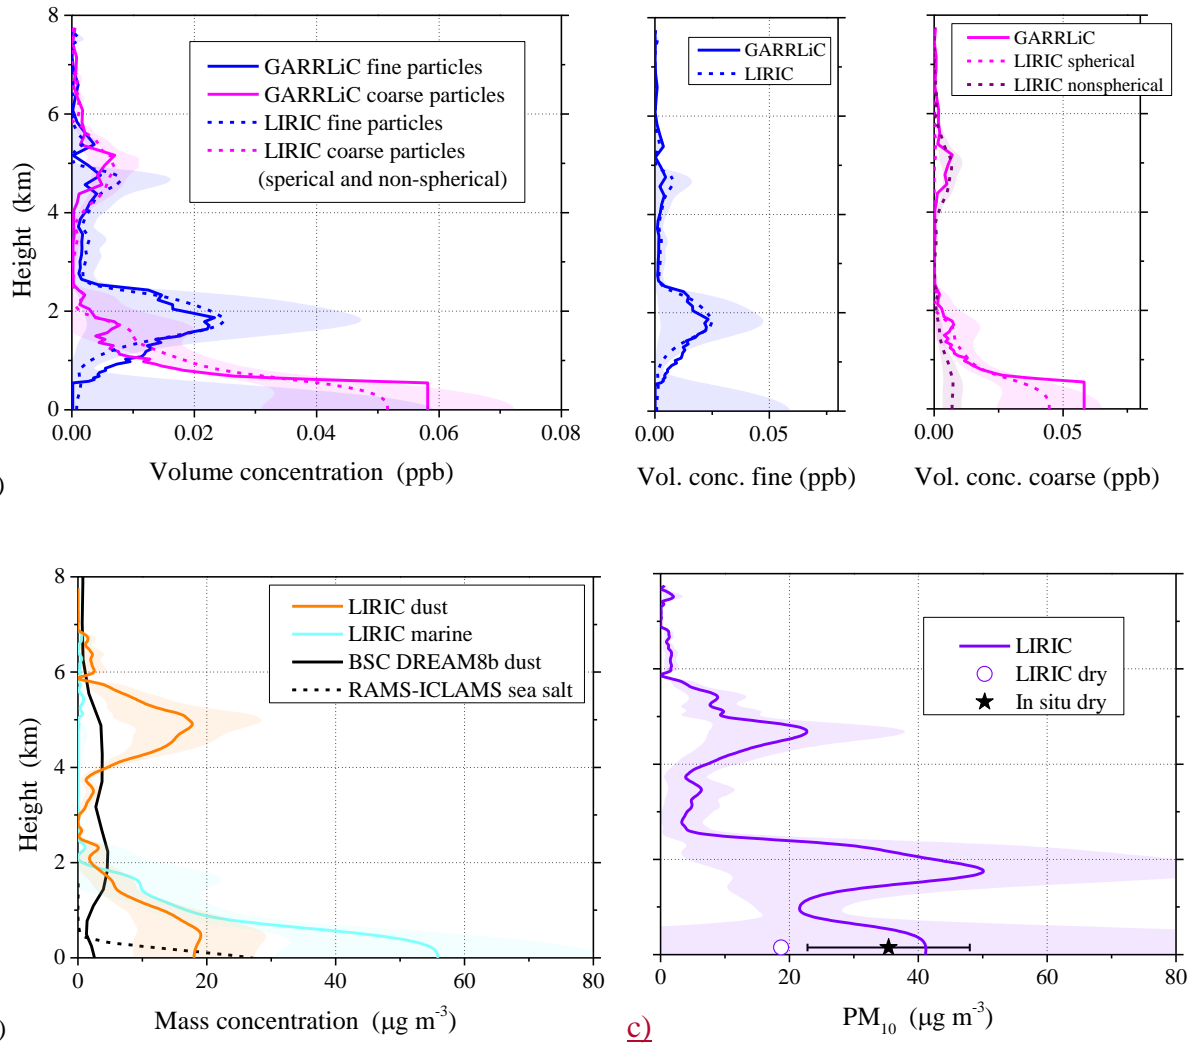 8
6
4
2
0
Height (km)
GARRLiC fine particles
GARRLiC coarse particles
LIRIC fine particles
LIRIC coarse particles
(sperical and non-spherical)
0.00 0.02 0.04 0.06 0.08
Volume concentration (ppb)
)
GARRLiC
LIRIC
0.00 0.05
Vol. conc. fine (ppb)
GARRLiC
LIRIC spherical
LIRIC nonspherical
0.00 0.05
Vol. conc. coarse (ppb)
8
6
4
2
0
Height (km)
LIRIC dust
LIRIC marine
BSC DREAM8b dust
RAMS-ICLAMS sea salt
0 20 40 60 80
Mass concentration (μg m-3)
)
LIRIC
LIRIC dry
In situ dry
20 40 60 80
PM10 (μg m-3)
c)